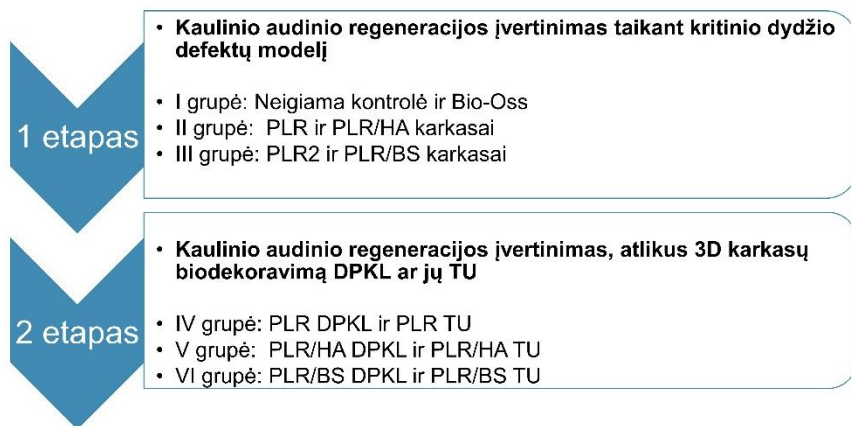 1 etapas
• Kaulinio audinio regeneracijos įvertinimas taikant kritinio dydžio
defektų modelį
• I grupė: Neigiama kontrolė ir Bio-Oss
• II grupė: PLR ir PLR/HA karkasai
• III grupė: PLR2 ir PLR/BS karkasai
2 etapas
• Kaulinio audinio regeneracijos įvertinimas, atlikus 3D karkasų
biodekoravimą DPKL ar jų TU
• IV grupė: PLR DPKL ir PLR TU
• V grupė: PLR/HA DPKL ir PLR/HA TU
• VI grupė: PLR/BS DPKL ir PLR/BS TU